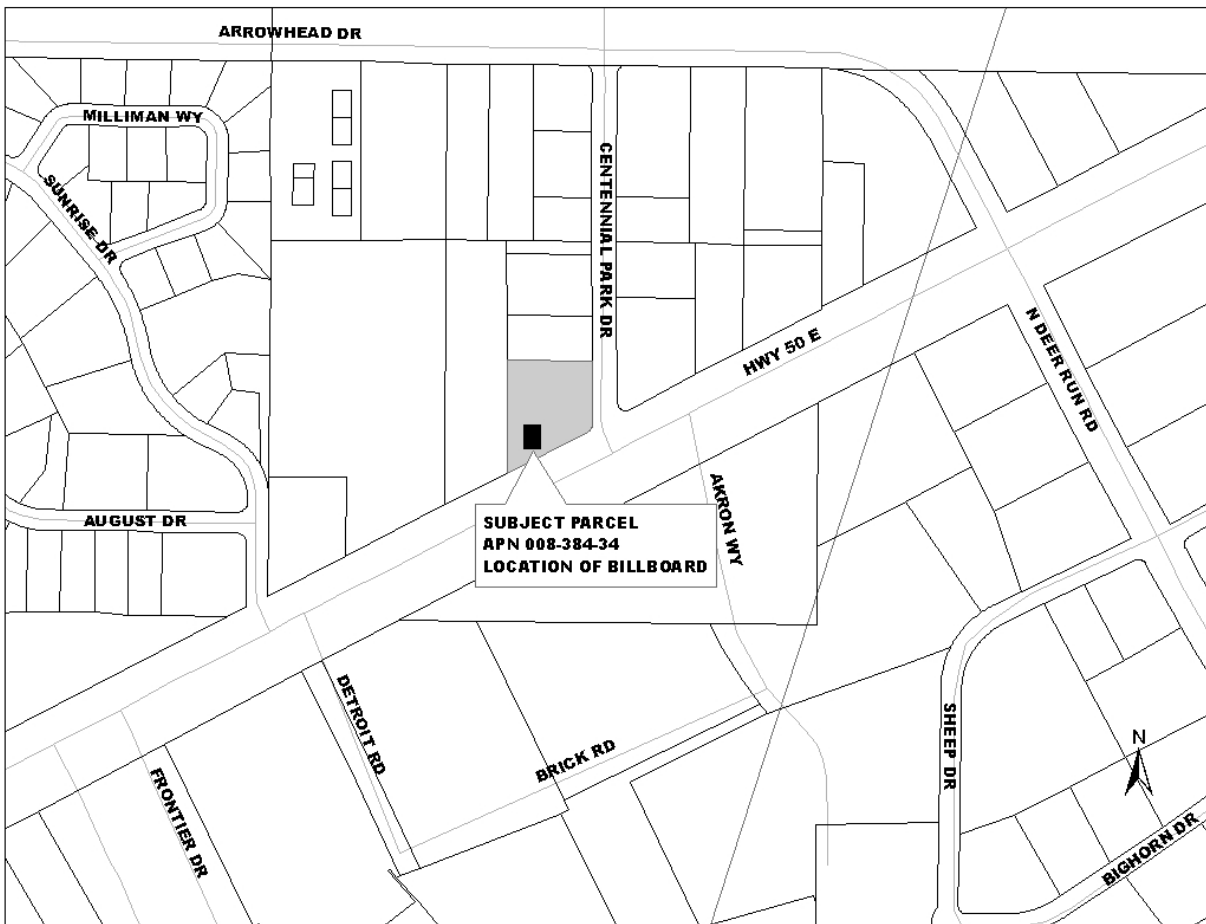 ARROWHEAD DR
MILLIMAN WY
SUNRISE DR
CENTENNIAL PARK DR
HWY 50 E
N DEER RUN RD
AUGUST DR
SUBJECT PARCEL
APN 008-384-34
LOCATION OF BILLBOARD
AKRON WY
DETROIT RD
BRICK RD
FRONTIER DR
SHEEP DR
N
BIGHORN DR